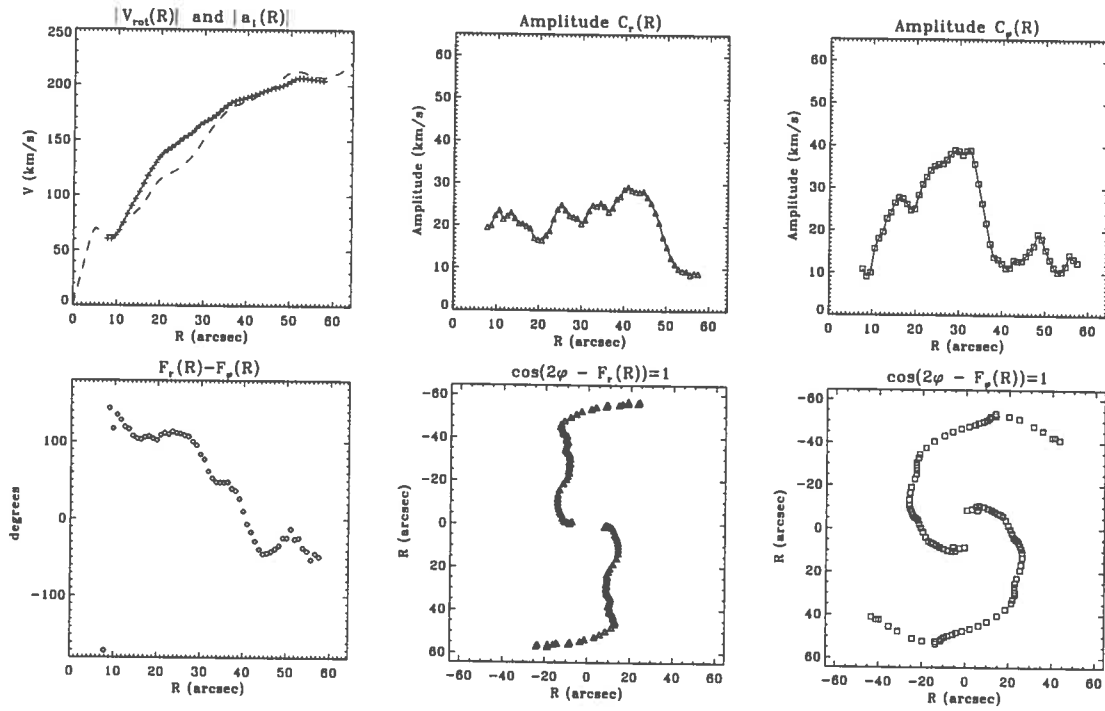 |V_rot(R)| and |a_1(R)|
250
200
150
100
50
0
V (km/s)
0 10 20 30 40 50 60
R (arcsec)
Amplitude C_r(R)
60
50
40
30
20
10
0
Amplitude (km/s)
0 10 20 30 40 50 60
R (arcsec)
Amplitude C_φ(R)
60
50
40
30
20
10
0
Amplitude (km/s)
0 10 20 30 40 50 60
R (arcsec)
F_r(R)-F_φ(R)
100
0
-100
degrees
0 10 20 30 40 50 60
R (arcsec)
cos(2φ - F_r(R))=1
-60
-40
-20
0
20
40
60
R (arcsec)
-60 -40 -20 0 20 40 60
R (arcsec)
cos(2φ - F_φ(R))=1
-60
-40
-20
0
20
40
60
R (arcsec)
-60 -40 -20 0 20 40 60
R (arcsec)